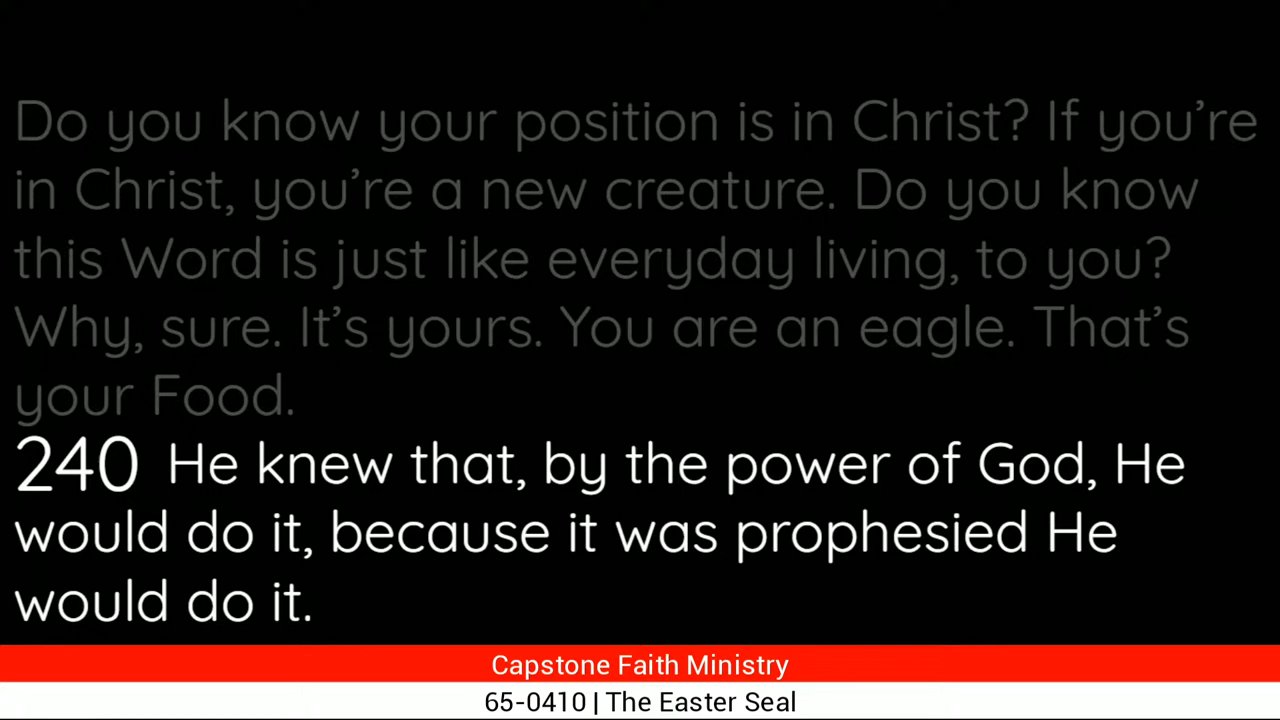 Do you know your position is in Christ? If you’re
in Christ, you’re a new creature. Do you know
this Word is just like everyday living, to you?
Why, sure. It’s yours. You are an eagle. That’s
your Food.
240 He knew that, by the power of God, He
would do it, because it was prophesied He
would do it.
Capstone Faith Ministry
65-0410 | The Easter Seal